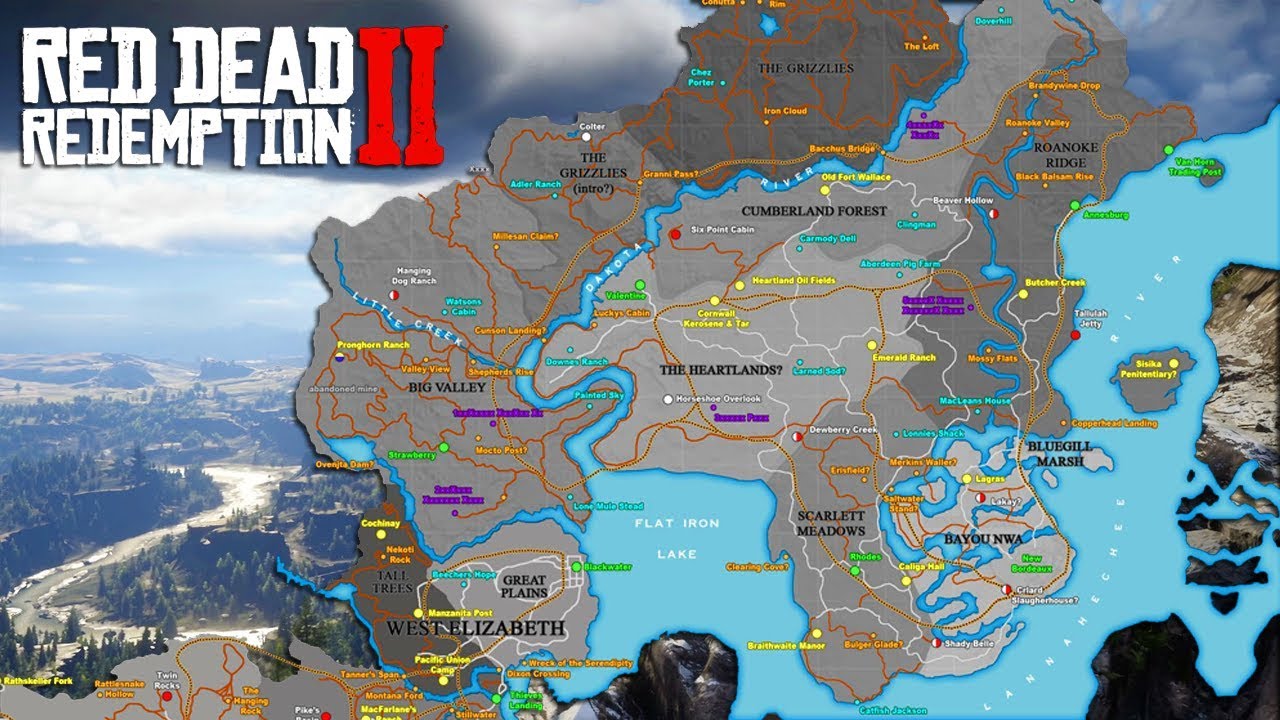 RED DEAD
REDEMPTION II
Rim
Doverhill
The Loft
THE GRIZZLIES
Chez
Porter
Brandywine Drop
Iron Cloud
Roanoke Valley
Colter
Bacchus Bridge
ROANOKE
RIDGE
THE
GRIZZLIES
(intro?)
Granni Pass?
Van Horn
Trading Post
Adler Ranch
RIVER
Old Fort Wallace
Black Balsam Rise
CUMBERLAND FOREST
Beaver Hollow
Annesburg
Clingman
Six Point Cabin
Millesan Claim?
Carmody Dell
DAKOTA
Aberdeen Pig Farm
Hanging
Dog Ranch
Heartland Oil Fields
Butcher Creek
Valentine
Watsons
Cabin
LITTLE CREEK
Luckys Cabin
Cornwall
Kerosene & Tar
Tallulah
Jetty
RIVER
Cunson Landing?
Pronghorn Ranch
Emerald Ranch
Mossy Flats
Downes Ranch
Larned Sod?
Sisika
Penitentiary?
Valley View
Shepherds Rise
THE HEARTLANDS?
abandoned mine
BIG VALLEY
Painted Sky
Horseshoe Overlook
MacLeans House
Dewberry Creek
Lonnies Shack
Copperhead Landing
Mocto Post?
BLUEGILL
MARSH
Strawberry
Ovenjta Dam?
Merkins Waller?
Erisfield?
Lagras
Saltwater
Stand?
Lakay?
Lone Mule Stead
FLAT IRON
LAKE
SCARLETT
MEADOWS
Cochinay
BAYOU NWA
LANNAHECHEE
Nekoti
Rock
Rhodes
New
Bordeaux
TALL
TREES
Beechers Hope
GREAT
PLAINS
Blackwater
Clearing Cove?
Caliga Hall
Criard
Slaugherhouse?
Manzanita Post
WEST ELIZABETH
Braithwaite Manor
Bulger Glade?
Shady Belle
Pacific Union
Camp
Wreck of the Serendipity
Dixon Crossing
Tanner's Span
Rathskeller Fork
Rattlesnake
Hollow
Twin
Rocks
The
Hanging
Rock
Montana Ford
Thieves
Landing
Pike's
MacFarlane's
Ranch
Stillwater
Catfish Jackson